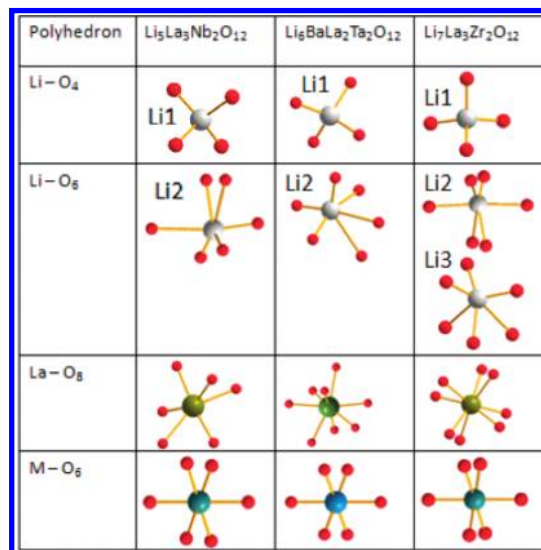 Polyhedron Li₅La₃Nb₂O₁₂ Li₆BaLa₂Ta₂O₁₂ Li₇La₃Zr₂O₁₂
Li–O₄ Li1 Li1 Li1
Li–O₆ Li2 Li2 Li2
Li3
La–O₈
M–O₆